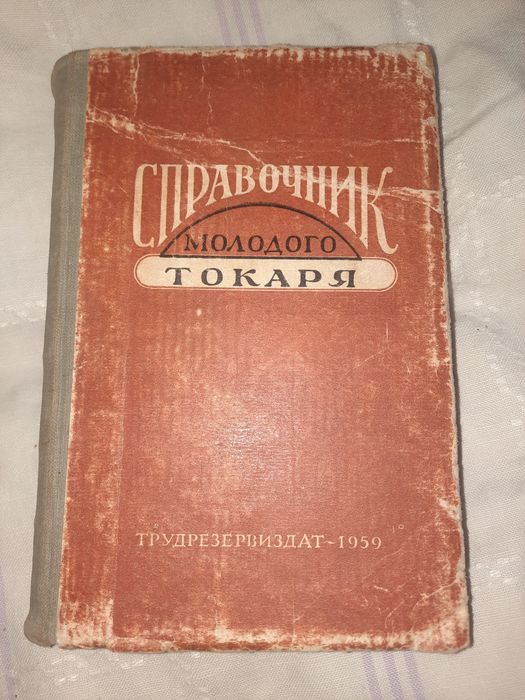 СПРАВОЧНИК
МОЛОДОГО
ТОКАРЯ
ТРУДРЕЗЕРВИЗДАТ~1959